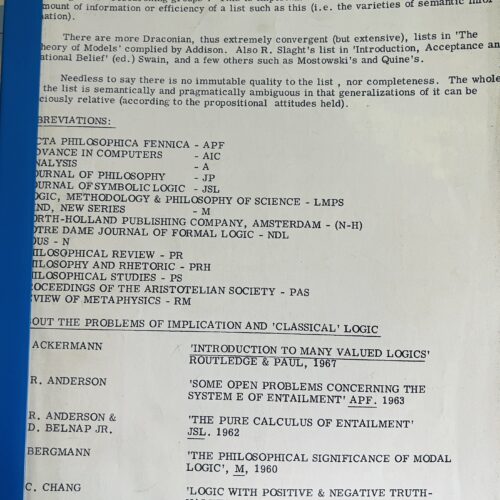 mount of information or efficiency of a list such as this (i.e. the varieties of semantic infor
ation).
There are more Draconian, thus extremely convergent (but extensive), lists in 'The
heory of Models' complied by Addison. Also R. Slaght's list in 'Introduction, Acceptance an
ational Belief' (ed.) Swain, and a few others such as Mostowski's and Quine's.
Needless to say there is no immutable quality to the list , nor completeness. The whole
the list is semantically and pragmatically ambiguous in that generalizations of it can be
ciously relative (according to the propositional attitudes held).
BREVIATIONS:
CTA PHILOSOPHICA FENNICA - APF
DVANCE IN COMPUTERS - AIC
NALYSIS - A
OURNAL OF PHILOSOPHY - JP
OURNAL OF SYMBOLIC LOGIC - JSL
OGIC, METHODOLOGY & PHILOSOPHY OF SCIENCE - LMPS
IND, NEW SERIES - M
ORTH-HOLLAND PUBLISHING COMPANY, AMSTERDAM - (N-H)
OTRE DAME JOURNAL OF FORMAL LOGIC - NDL
OUS - N
HILOSOPHICAL REVIEW - PR
HILOSOPHY AND RHETORIC - PRH
HILOSOPHICAL STUDIES - PS
ROCEEDINGS OF THE ARISTOTELIAN SOCIETY - PAS
EVIEW OF METAPHYSICS - RM
OUT THE PROBLEMS OF IMPLICATION AND 'CLASSICAL' LOGIC
ACKERMANN 'INTRODUCTION TO MANY VALUED LOGICS'
ROUTLEDGE & PAUL, 1967
R. ANDERSON 'SOME OPEN PROBLEMS CONCERNING THE
SYSTEM E OF ENTAILMENT' APF. 1963
R. ANDERSON & 'THE PURE CALCULUS OF ENTAILMENT'
D. BELNAP JR. JSL. 1962
BERGMANN 'THE PHILOSOPHICAL SIGNIFICANCE OF MODAL
LOGIC', M, 1960
C. CHANG 'LOGIC WITH POSITIVE & NEGATIVE TRUTH-